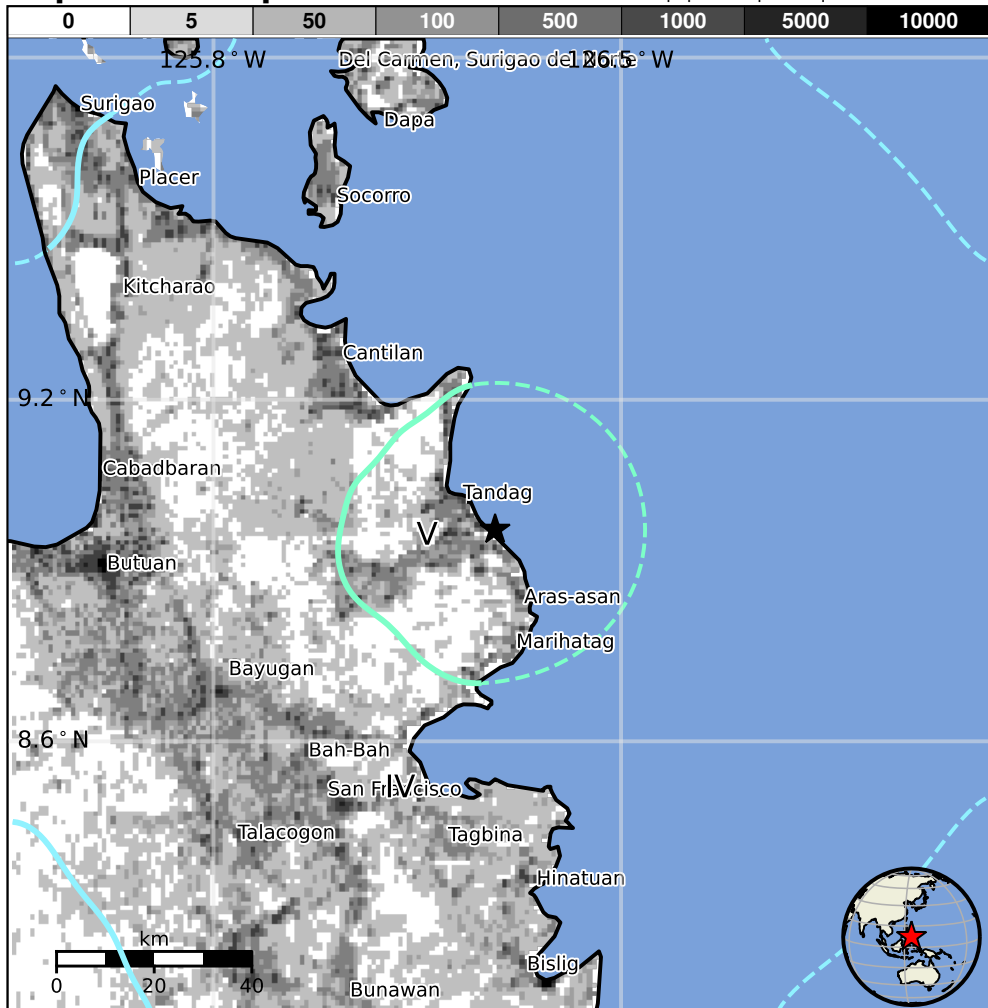 0 5 50 100 500 1000 5000 10000
125.8°W
126.5°W
Del Carmen, Surigao del Norte
Surigao
Dapa
Placer
Socorro
Kitcharao
Cantilan
9.2°N
Cabadbaran
Tandag
V
Butuan
Aras-asan
Marihatag
Bayugan
8.6°N
Bah-Bah
IV
San Francisco
Talacogon
Tagbina
Hinatuan
km
0 20 40
Bislig
Bunawan